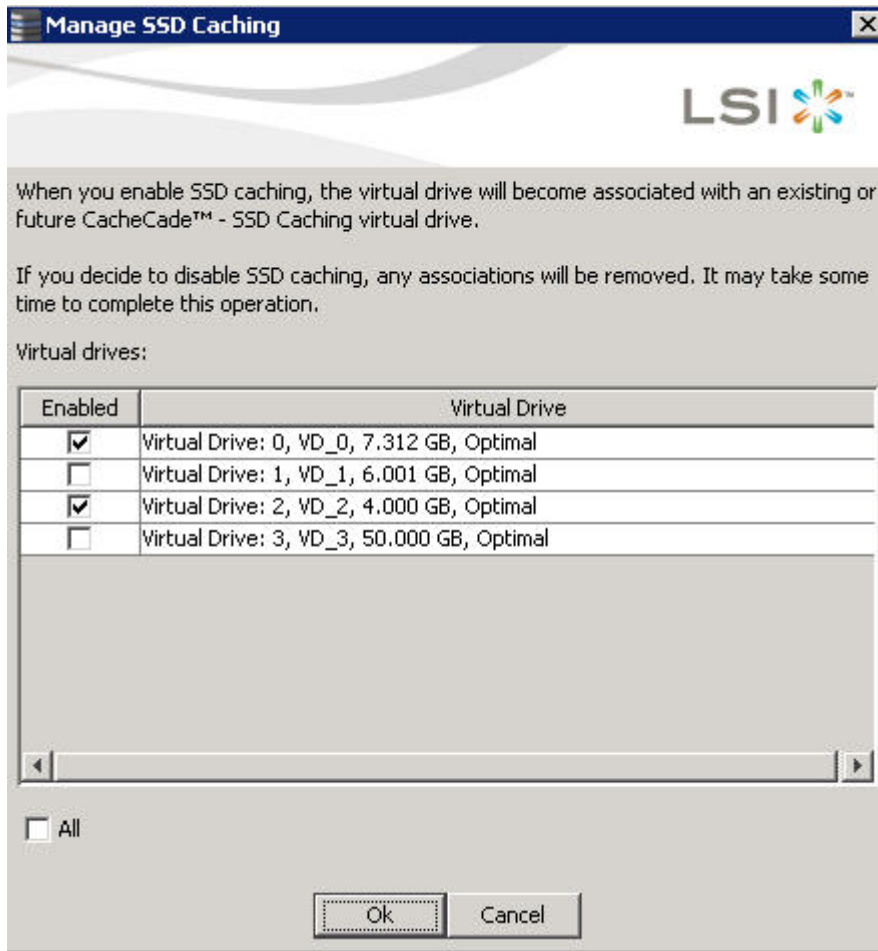 Manage SSD Caching
LSI™
When you enable SSD caching, the virtual drive will become associated with an existing or
future CacheCade™ - SSD Caching virtual drive.
If you decide to disable SSD caching, any associations will be removed. It may take some
time to complete this operation.
Virtual drives:
Enabled Virtual Drive
Virtual Drive: 0, VD_0, 7.312 GB, Optimal
Virtual Drive: 1, VD_1, 6.001 GB, Optimal
Virtual Drive: 2, VD_2, 4.000 GB, Optimal
Virtual Drive: 3, VD_3, 50.000 GB, Optimal
All
Ok Cancel